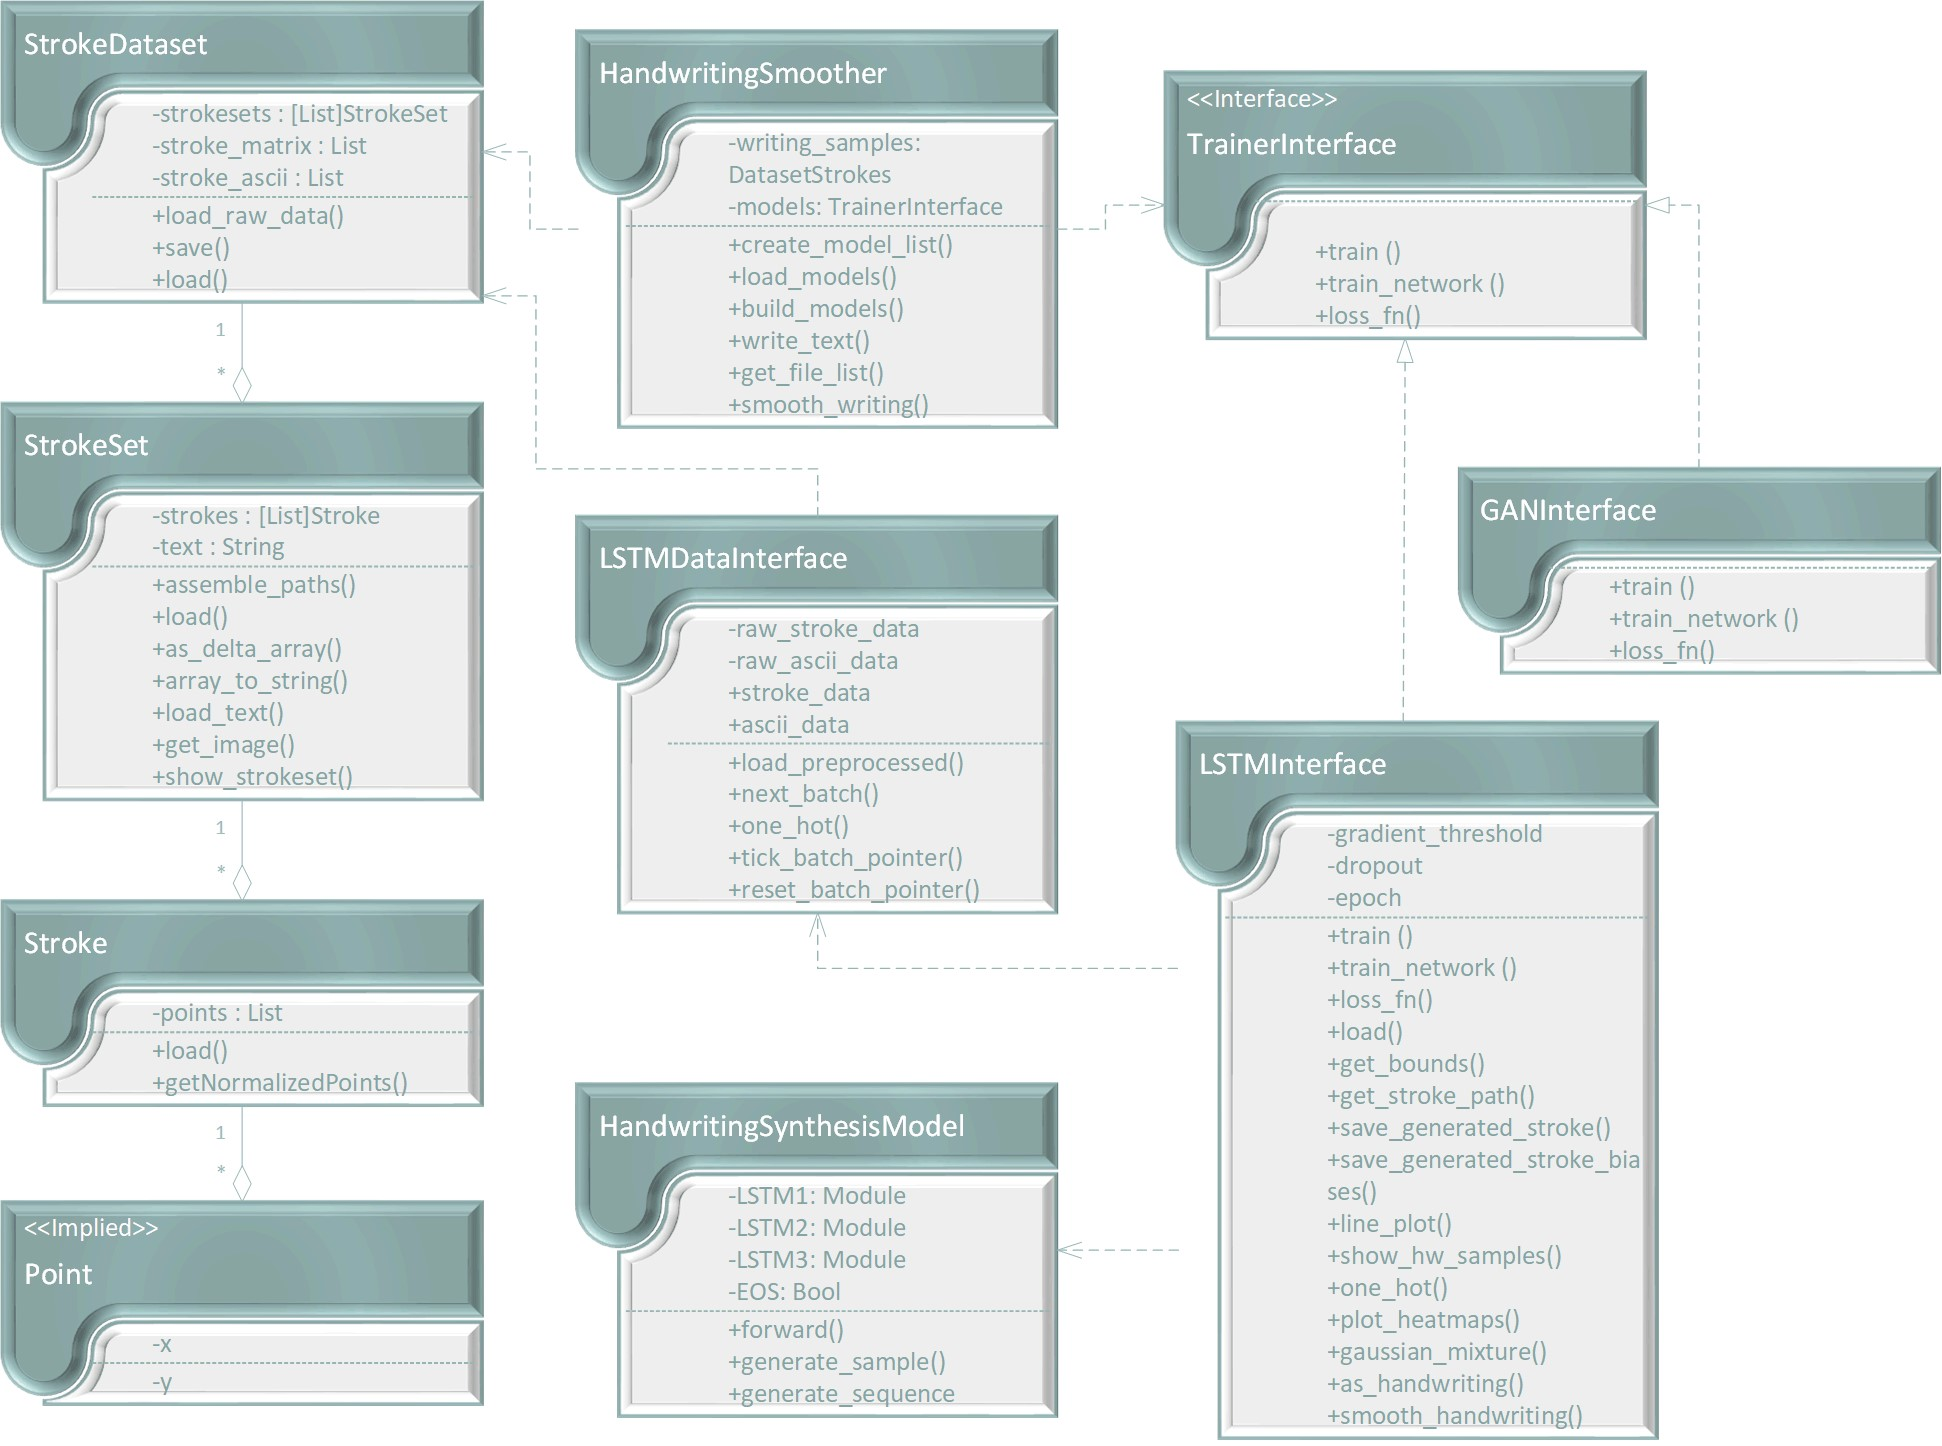 StrokeDataset
-strokesets : [List]StrokeSet
-stroke_matrix : List
-stroke_ascii : List
+load_raw_data()
+save()
+load()
1
*
StrokeSet
-strokes : [List]Stroke
-text : String
+assemble_paths()
+load()
+as_delta_array()
+array_to_string()
+load_text()
+get_image()
+show_strokeset()
1
*
Stroke
-points : List
+load()
+getNormalizedPoints()
1
*
<<Implied>>
Point
-x
-y
HandwritingSmoother
-writing_samples:
DatasetStrokes
-models: TrainerInterface
+create_model_list()
+load_models()
+build_models()
+write_text()
+get_file_list()
+smooth_writing()
LSTMDataInterface
-raw_stroke_data
-raw_ascii_data
+stroke_data
+ascii_data
+load_preprocessed()
+next_batch()
+one_hot()
+tick_batch_pointer()
+reset_batch_pointer()
HandwritingSynthesisModel
-LSTM1: Module
-LSTM2: Module
-LSTM3: Module
-EOS: Bool
+forward()
+generate_sample()
+generate_sequence
<<Interface>>
TrainerInterface
+train ()
+train_network ()
+loss_fn()
GANInterface
+train ()
+train_network ()
+loss_fn()
LSTMInterface
-gradient_threshold
-dropout
-epoch
+train ()
+train_network ()
+loss_fn()
+load()
+get_bounds()
+get_stroke_path()
+save_generated_stroke()
+save_generated_stroke_bia
ses()
+line_plot()
+show_hw_samples()
+one_hot()
+plot_heatmaps()
+gaussian_mixture()
+as_handwriting()
+smooth_handwriting()